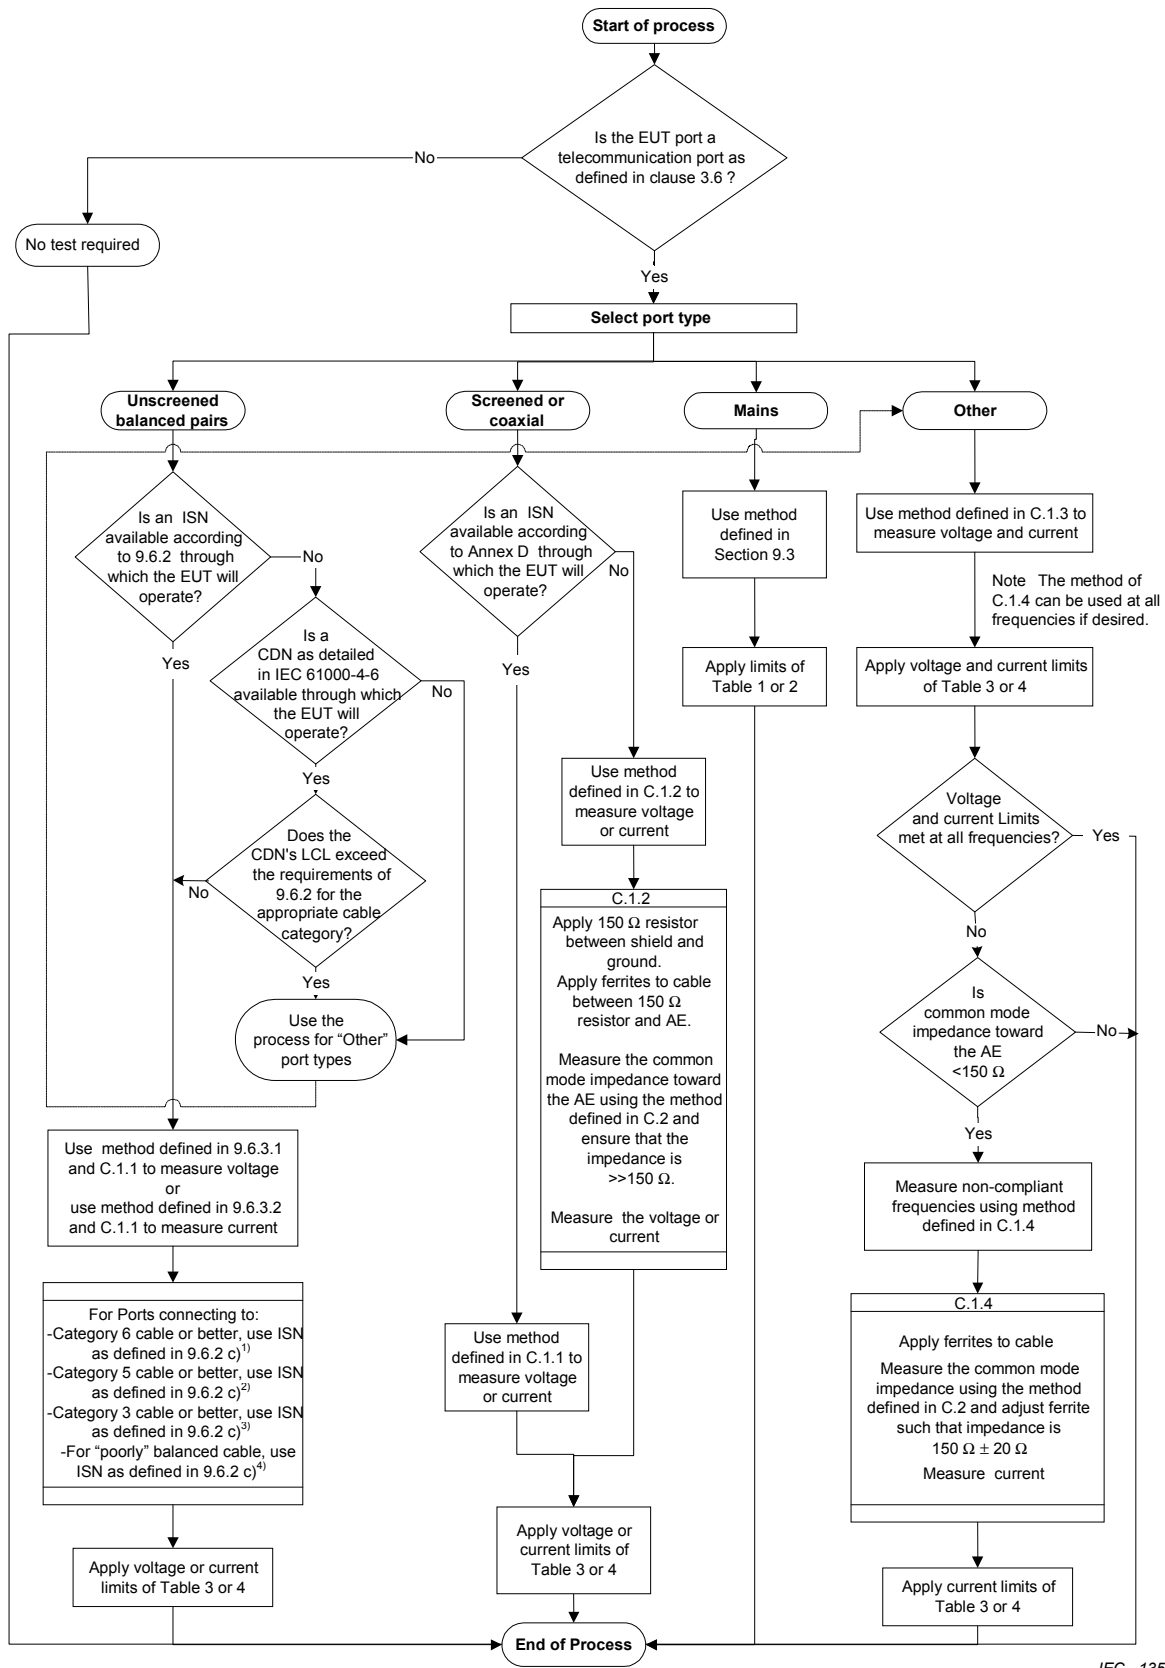 Start of process
Is the EUT port a
telecommunication port as
defined in clause 3.6 ?
No
No test required
Yes
Select port type
Unscreened
balanced pairs
Screened or
coaxial
Mains
Other
Is an ISN
available according
to 9.6.2 through
which the EUT will
operate?
No
Yes
Is a
CDN as detailed
in IEC 61000-4-6
available through which
the EUT will
operate?
No
Yes
Does the
CDN's LCL exceed
the requirements of
9.6.2 for the
appropriate cable
category?
No
Yes
Use the
process for “Other”
port types
Use method defined in 9.6.3.1
and C.1.1 to measure voltage
or
use method defined in 9.6.3.2
and C.1.1 to measure current
For Ports connecting to:
-Category 6 cable or better, use ISN
as defined in 9.6.2 c)1)
-Category 5 cable or better, use ISN
as defined in 9.6.2 c)2)
-Category 3 cable or better, use ISN
as defined in 9.6.2 c)3)
-For “poorly” balanced cable, use
ISN as defined in 9.6.2 c)4)
Apply voltage or current
limits of Table 3 or 4
Is an ISN
available according
to Annex D through
which the EUT will
operate?
No
Yes
Use method
defined in C.1.2 to
measure voltage
or current
C.1.2
Apply 150 Ω resistor
between shield and
ground.
Apply ferrites to cable
between 150 Ω
resistor and AE.
Measure the common
mode impedance toward
the AE using the method
defined in C.2 and
ensure that the
impedance is
>>150 Ω.
Measure the voltage or
current
Use method
defined in C.1.1 to
measure voltage
or current
Apply voltage or
current limits of
Table 3 or 4
Use method
defined in
Section 9.3
Apply limits of
Table 1 or 2
Use method defined in C.1.3 to
measure voltage and current
Note The method of
C.1.4 can be used at all
frequencies if desired.
Apply voltage and current limits
of Table 3 or 4
Voltage
and current Limits
met at all frequencies?
Yes
No
Is
common mode
impedance toward
the AE
<150 Ω
No
Yes
Measure non-compliant
frequencies using method
defined in C.1.4
C.1.4
Apply ferrites to cable
Measure the common mode
impedance using the method
defined in C.2 and adjust ferrite
such that impedance is
150 Ω ± 20 Ω
Measure current
Apply current limits of
Table 3 or 4
End of Process